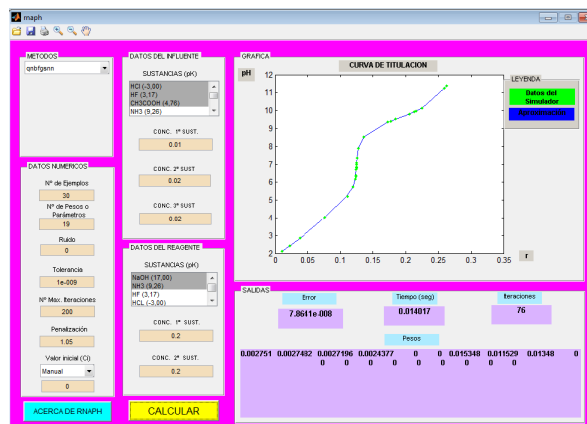 maph
METODOS
qnbfgsnn
DATOS DEL INFLUENTE
SUSTANCIAS (pK)
HCl (-3,00)
HF (3,17)
CH3COOH (4,76)
NH3 (9,26)
CONC. 1ª SUST.
0.01
CONC. 2ª SUST
0.02
CONC. 3ª SUST
0.02
DATOS NUMERICOS
Nº de Ejemplos
30
Nº de Pesos o
Parámetros
19
Ruido
0
Tolerancia
1e-009
Nº Max. Iteraciones
200
Penalización
1.05
Valor inicial (Ci)
Manual
0
DATOS DEL REAGENTE
SUSTANCIAS (pK)
NaOH (17,00)
NH3 (9,26)
HF (3,17)
HCL (-3,00)
CONC. 1ª SUST.
0.2
CONC. 2ª SUST.
0.2
ACERCA DE RNAPH
CALCULAR
GRAFICA
CURVA DE TITULACION
pH
12
11
10
9
8
7
6
5
4
3
2
0
0.05
0.1
0.15
0.2
0.25
0.3
0.35
r
LEYENDA
Datos del
Simulador
Aproximacion
SALIDAS
Error
7.8611e-008
Tiempo (seg)
0.014017
Iteraciones
76
Pesos
0.002751 0.0027482 0.0027196 0.0024377 0 0 0.015348 0.011529 0.01348 0
0 0 0 0 0 0 0 0 0